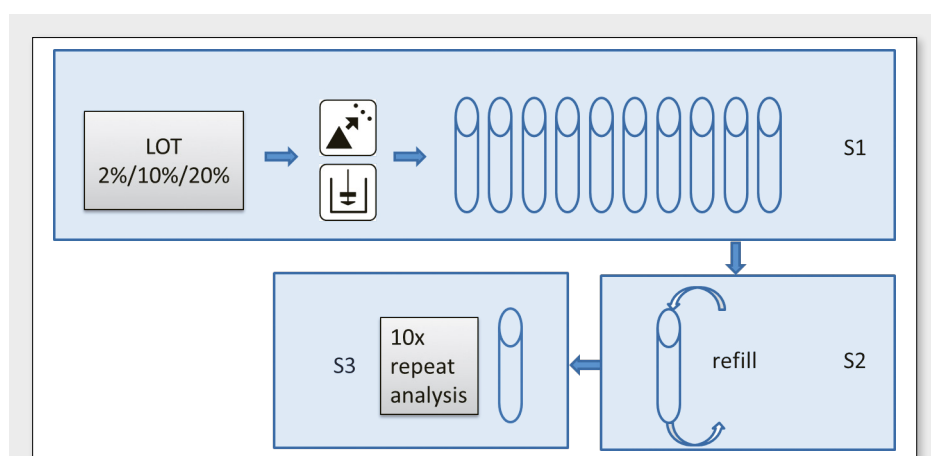 LOT
2%/10%/20%
S1
S3
10x
repeat
analysis
refill
S2